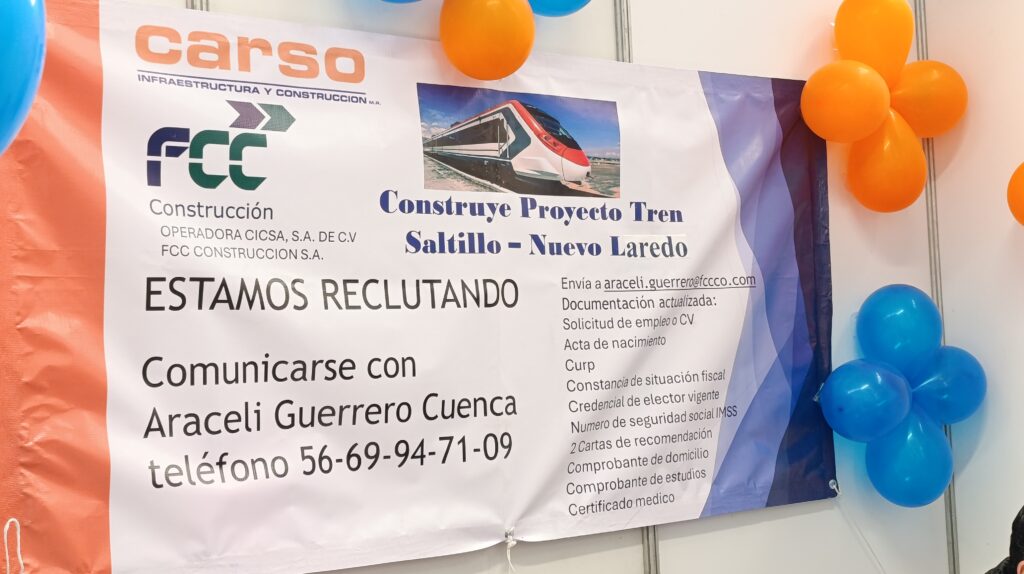 carso
INFRAESTRUCTURA Y CONSTRUCCION M.R.
FCC
Construcción
OPERADORA CICSA, S.A. DE C.V
FCC CONSTRUCCION S.A.
Construye Proyecto Tren
Saltillo – Nuevo Laredo
ESTAMOS RECLUTANDO
Comunicarse con
Araceli Guerrero Cuenca
teléfono 56-69-94-71-09
Envía a araceli.guerrero@fccco.com
Documentación actualizada:
Solicitud de empleo o CV
Acta de nacimiento
Curp
Constancia de situación fiscal
Credencial de elector vigente
Numero de seguridad social IMSS
2 Cartas de recomendación
Comprobante de domicilio
Comprobante de estudios
Certificado medico